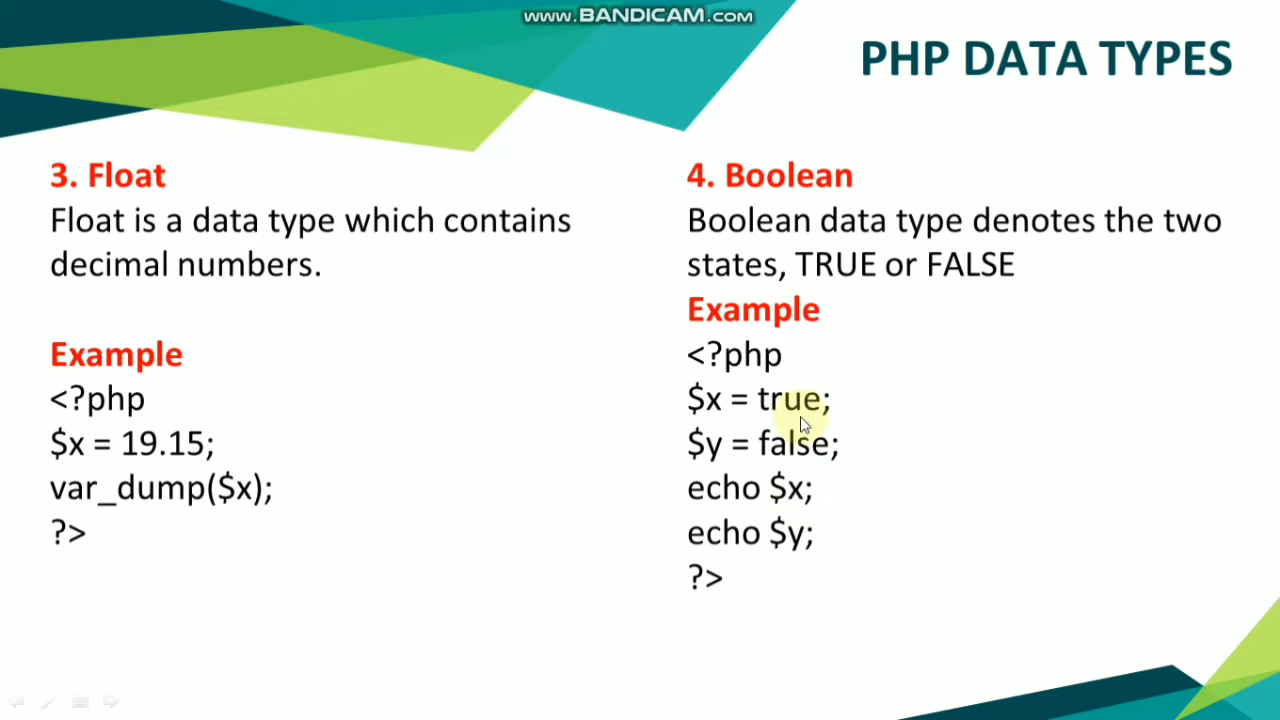 WWW.BANDICAM.COM
PHP DATA TYPES
3. Float
Float is a data type which contains
decimal numbers.
Example
<?php
$x = 19.15;
var_dump($x);
?>
4. Boolean
Boolean data type denotes the two
states, TRUE or FALSE
Example
<?php
$x = true;
$y = false;
echo $x;
echo $y;
?>